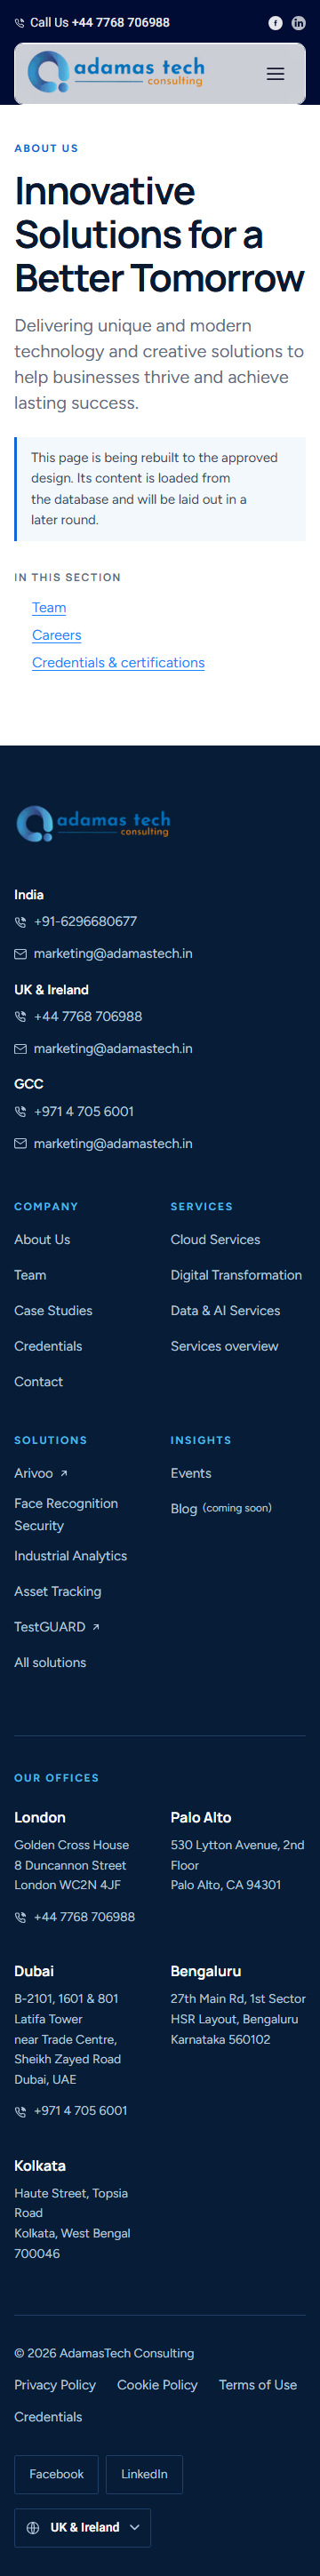 Call Us +44 7768 706988
adamas tech
consulting
ABOUT US
Innovative
Solutions for a
Better Tomorrow
Delivering unique and modern
technology and creative solutions to
help businesses thrive and achieve
lasting success.
This page is being rebuilt to the approved
design. Its content is loaded from
the database and will be laid out in a
later round.
IN THIS SECTION
Team
Careers
Credentials & certifications
adamas tech
consulting
India
+91-6296680677
marketing@adamastech.in
UK & Ireland
+44 7768 706988
marketing@adamastech.in
GCC
+971 4 705 6001
marketing@adamastech.in
COMPANY
About Us
Team
Case Studies
Credentials
Contact
SERVICES
Cloud Services
Digital Transformation
Data & AI Services
Services overview
SOLUTIONS
Arivoo
Face Recognition
Security
Industrial Analytics
Asset Tracking
TestGUARD
All solutions
INSIGHTS
Events
Blog (coming soon)
OUR OFFICES
London
Golden Cross House
8 Duncannon Street
London WC2N 4JF
+44 7768 706988
Palo Alto
530 Lytton Avenue, 2nd
Floor
Palo Alto, CA 94301
Dubai
B-2101, 1601 & 801
Latifa Tower
near Trade Centre,
Sheikh Zayed Road
Dubai, UAE
+971 4 705 6001
Bengaluru
27th Main Rd, 1st Sector
HSR Layout, Bengaluru
Karnataka 560102
Kolkata
Haute Street, Topsia
Road
Kolkata, West Bengal
700046
© 2026 AdamasTech Consulting
Privacy Policy Cookie Policy Terms of Use
Credentials
Facebook LinkedIn
UK & Ireland